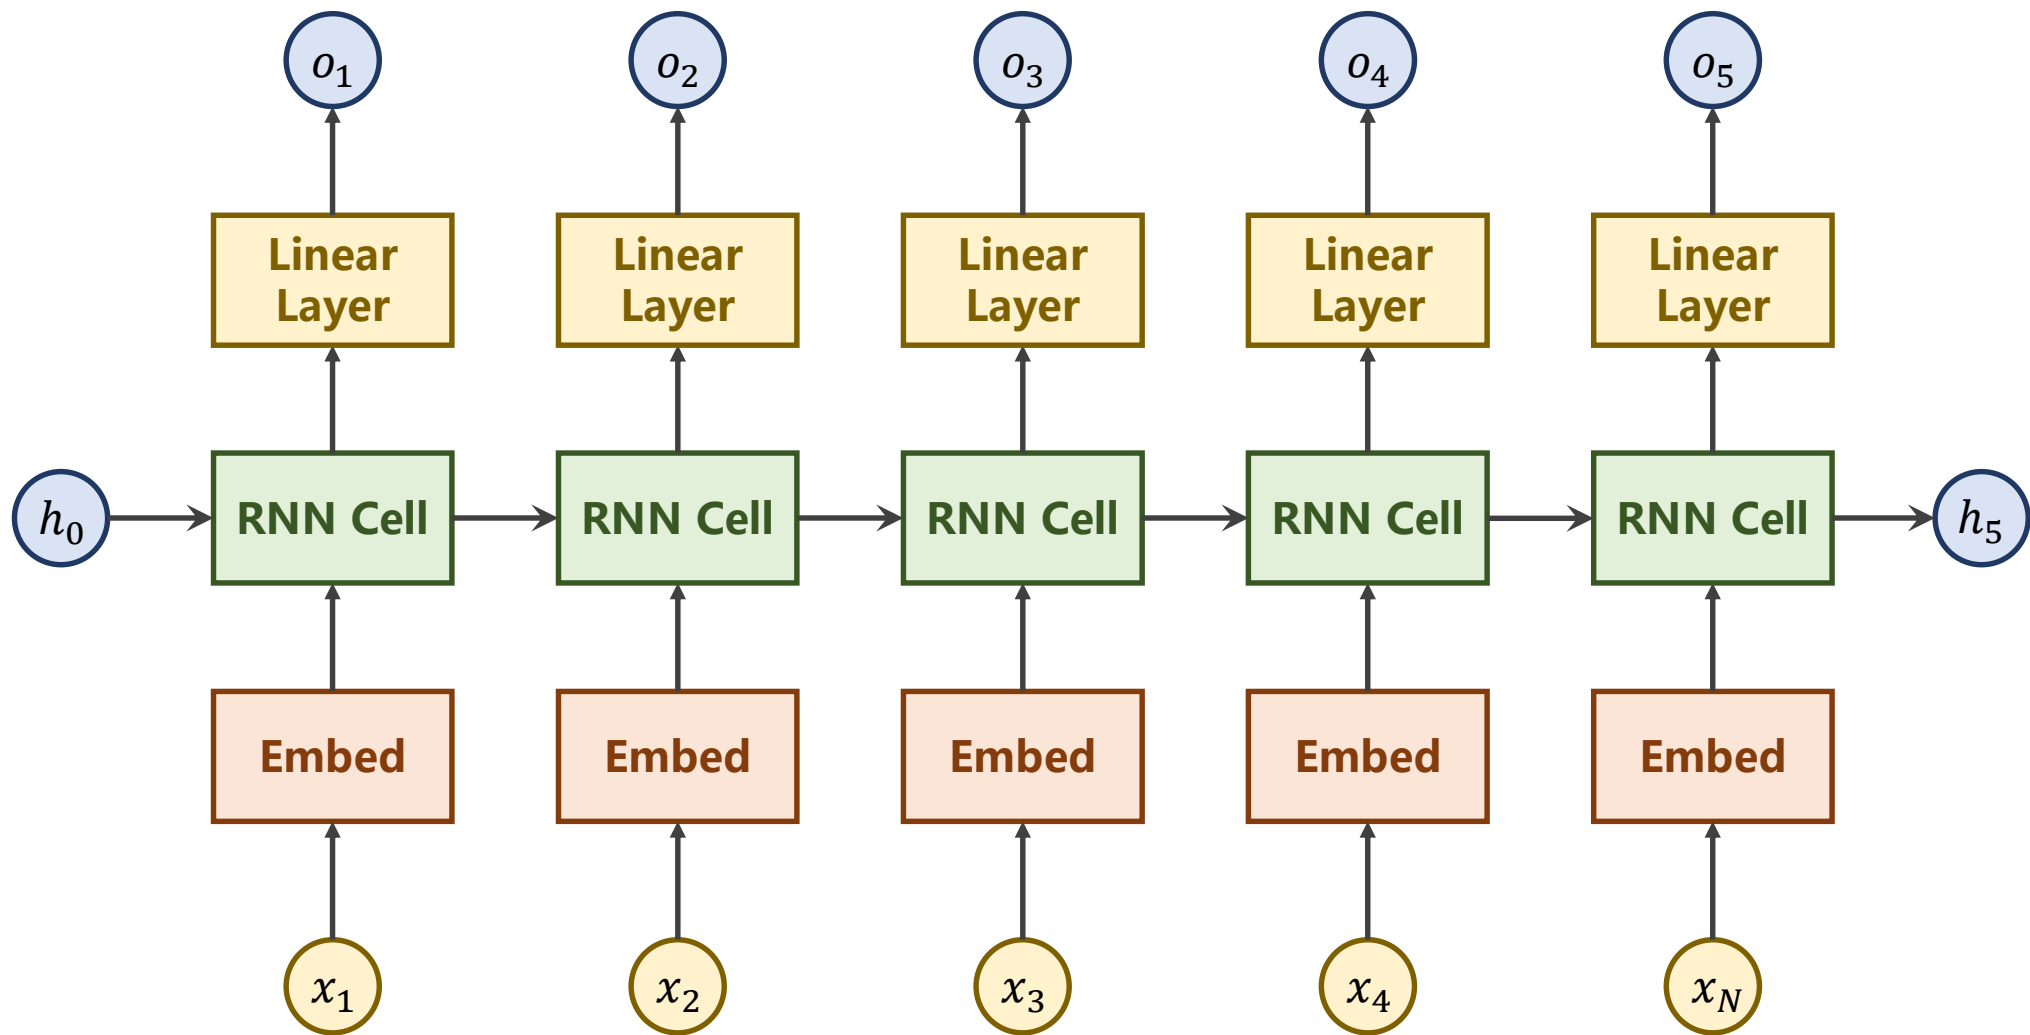 o₁ o₂ o₃ o₄ o₅
Linear Linear Linear Linear Linear
Layer Layer Layer Layer Layer
h₀ RNN Cell RNN Cell RNN Cell RNN Cell RNN Cell h₅
Embed Embed Embed Embed Embed
x₁ x₂ x₃ x₄ x_N